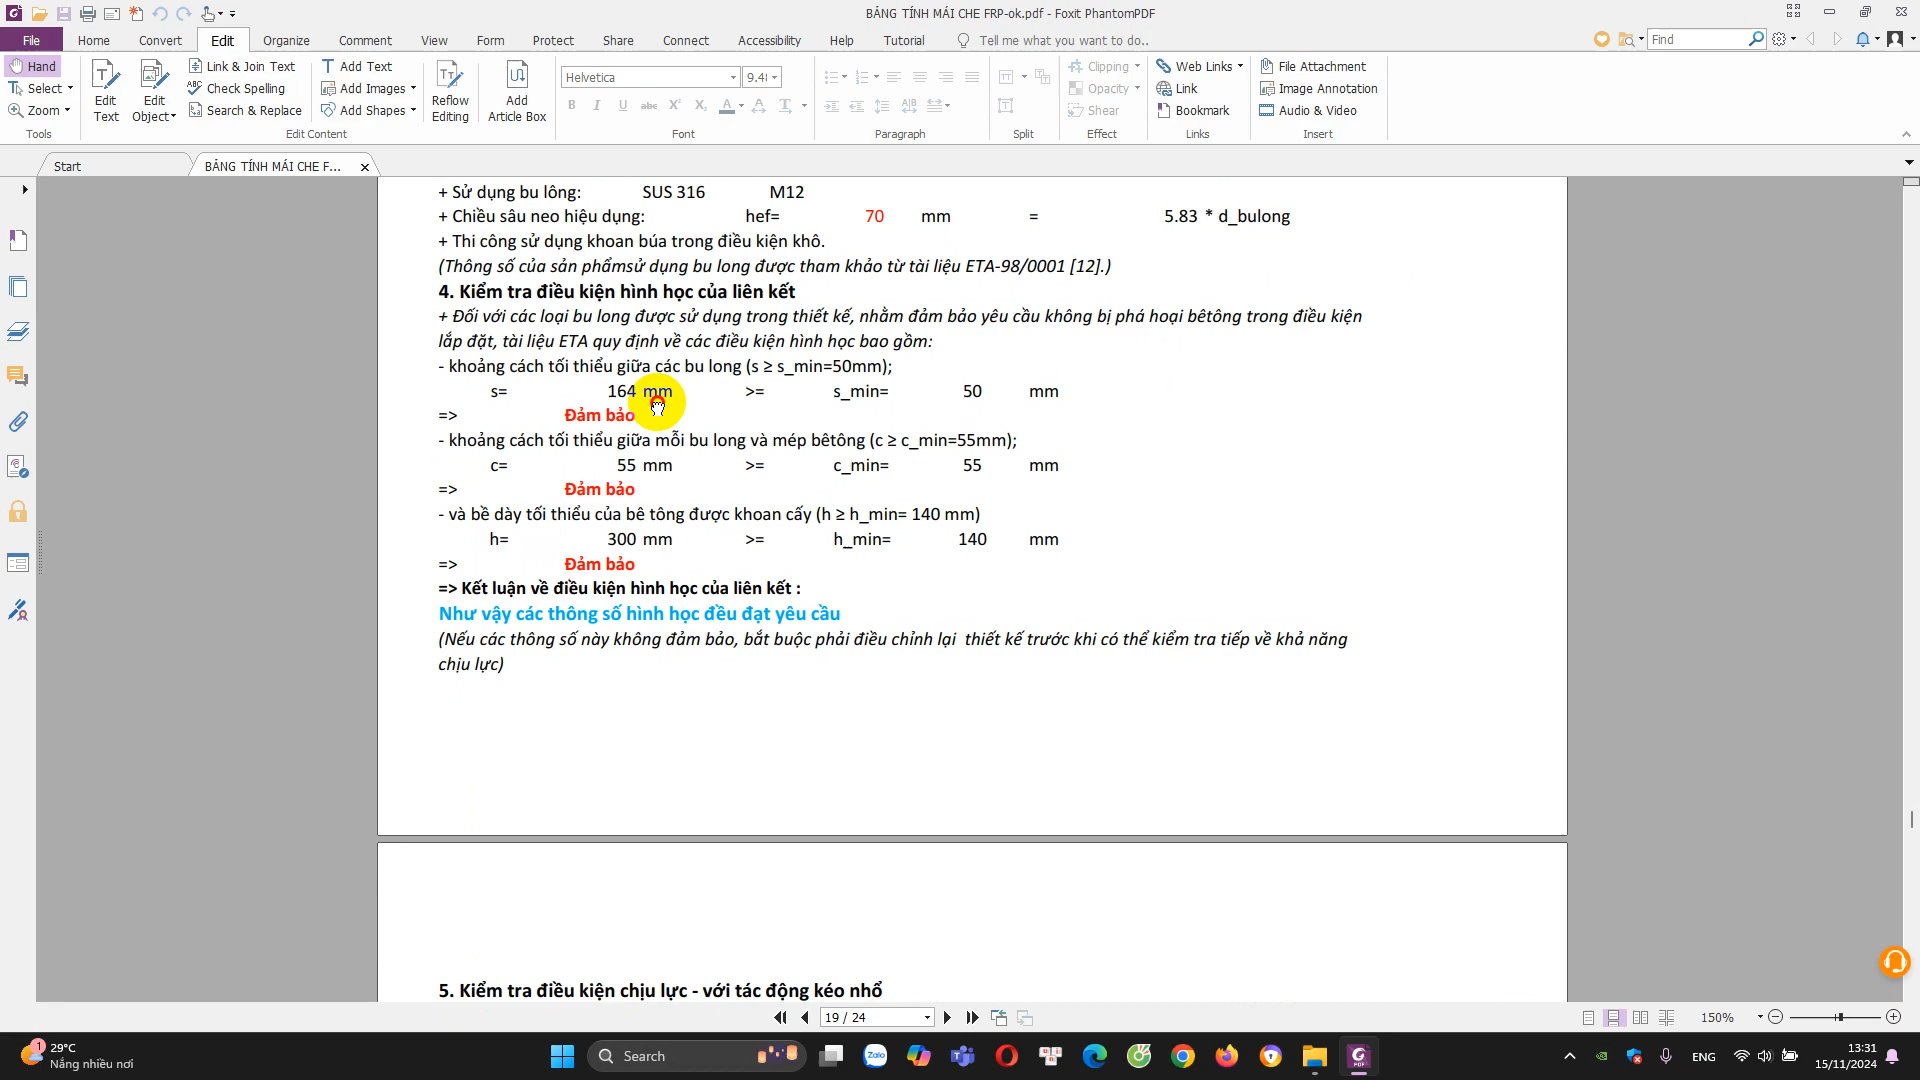 BẢNG TÍNH MÁI CHE FRP-ok.pdf - Foxit PhantomPDF
File Home Convert Edit Organize Comment View Form Protect Share Connect Accessibility Help Tutorial Tell me what you want to do.. Find
Hand
Select
Zoom
Tools
Edit Text
Edit Object
Link & Join Text
Check Spelling
Search & Replace
Add Text
Add Images
Add Shapes
Reflow Editing
Add Article Box
Edit Content
Helvetica
B I U abc X² X₂ A
Font
Paragraph
Split
Clipping
Opacity
Shear
Effect
Web Links
Link
Bookmark
Links
File Attachment
Image Annotation
Audio & Video
Insert
Start BẢNG TÍNH MÁI CHE F...
+ Sử dụng bu lông: SUS 316 M12
+ Chiều sâu neo hiệu dụng: hef= 70 mm = 5.83 * d_bulong
+ Thi công sử dụng khoan búa trong điều kiện khô.
(Thông số của sản phẩmsử dụng bu long được tham khảo từ tài liệu ETA-98/0001 [12].)
4. Kiểm tra điều kiện hình học của liên kết
+ Đối với các loại bu long được sử dụng trong thiết kế, nhằm đảm bảo yêu cầu không bị phá hoại bêtông trong điều kiện
lắp đặt, tài liệu ETA quy định về các điều kiện hình học bao gồm:
- khoảng cách tối thiểu giữa các bu long (s ≥ s_min=50mm);
s= 164 mm >= s_min= 50 mm
=> Đảm bảo
- khoảng cách tối thiểu giữa mỗi bu long và mép bêtông (c ≥ c_min=55mm);
c= 55 mm >= c_min= 55 mm
=> Đảm bảo
- và bề dày tối thiểu của bê tông được khoan cấy (h ≥ h_min= 140 mm)
h= 300 mm >= h_min= 140 mm
=> Đảm bảo
=> Kết luận về điều kiện hình học của liên kết :
Như vậy các thông số hình học đều đạt yêu cầu
(Nếu các thông số này không đảm bảo, bắt buộc phải điều chỉnh lại thiết kế trước khi có thể kiểm tra tiếp về khả năng
chịu lực)
5. Kiểm tra điều kiện chịu lực - với tác động kéo nhổ
19 / 24
150%
29°C
Nắng nhiều nơi
Search
Zalo
ENG
13:31
15/11/2024